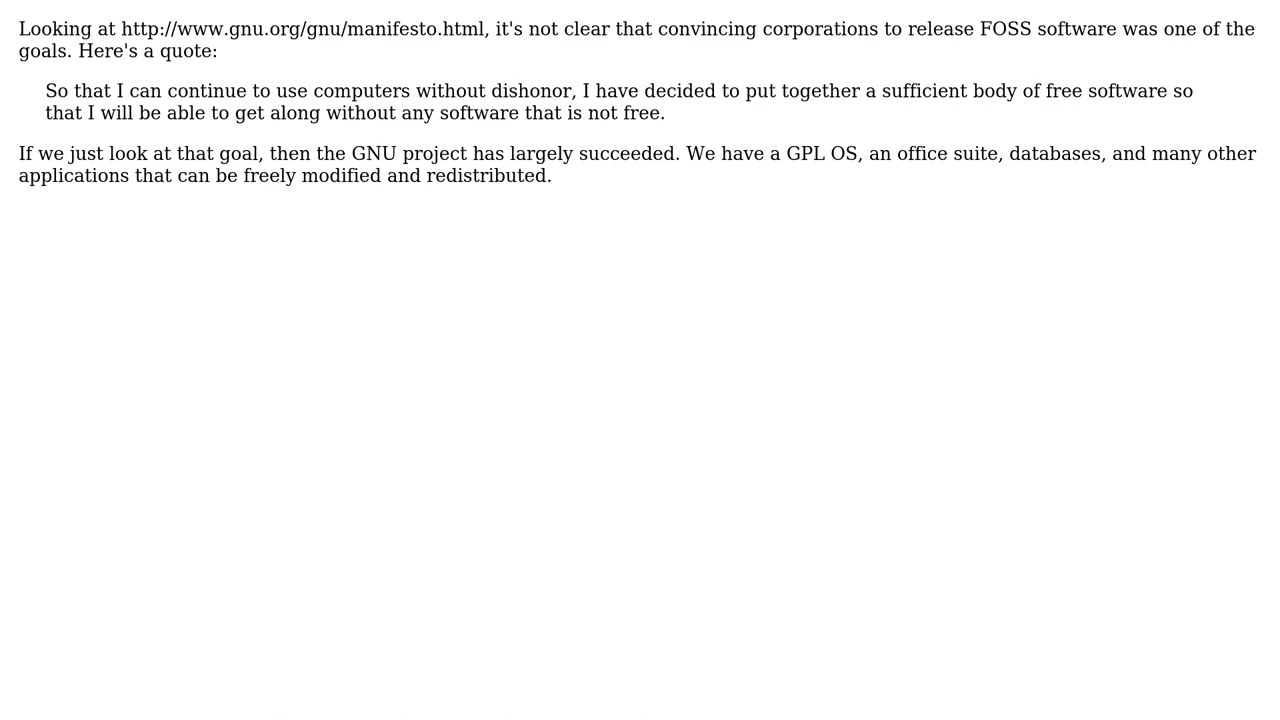 Looking at http://www.gnu.org/gnu/manifesto.html, it's not clear that convincing corporations to release FOSS software was one of the
goals. Here's a quote:
So that I can continue to use computers without dishonor, I have decided to put together a sufficient body of free software so
that I will be able to get along without any software that is not free.
If we just look at that goal, then the GNU project has largely succeeded. We have a GPL OS, an office suite, databases, and many other
applications that can be freely modified and redistributed.